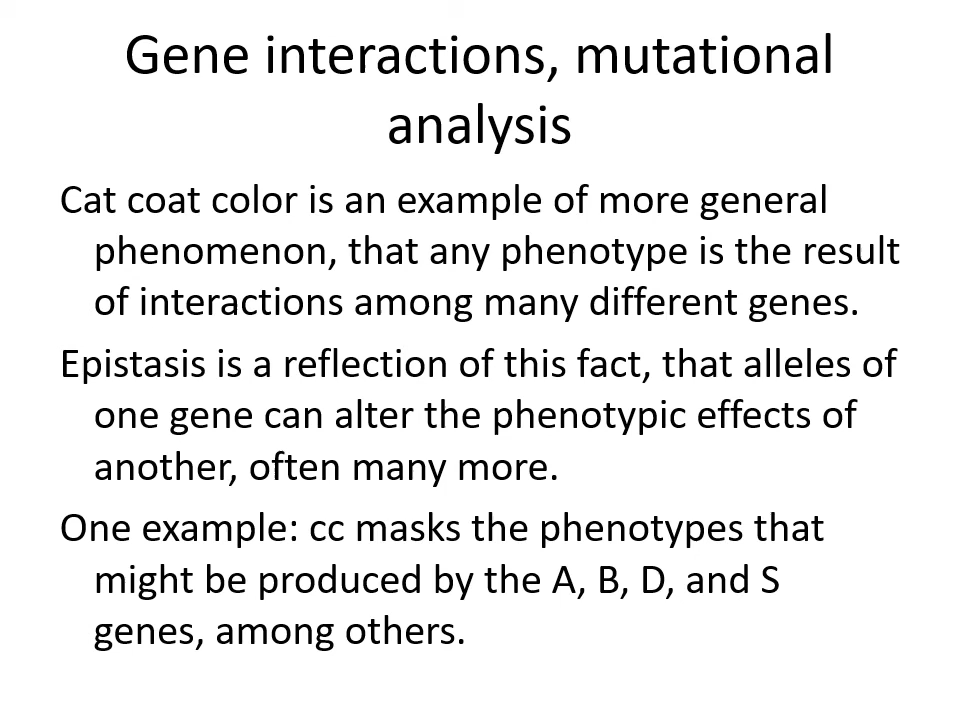 Gene interactions, mutational
analysis
Cat coat color is an example of more general
phenomenon, that any phenotype is the result
of interactions among many different genes.
Epistasis is a reflection of this fact, that alleles of
one gene can alter the phenotypic effects of
another, often many more.
One example: cc masks the phenotypes that
might be produced by the A, B, D, and S
genes, among others.